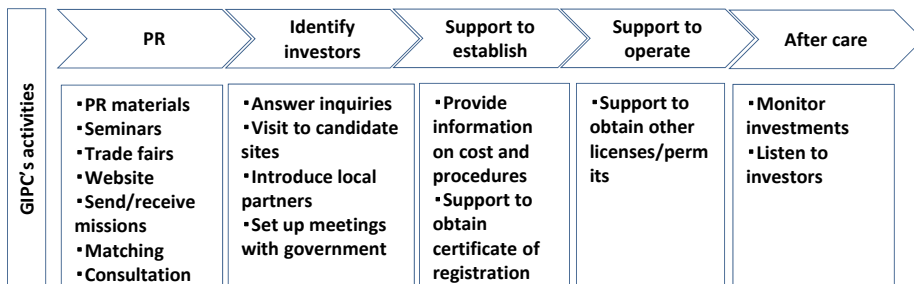 GIPC's activities
PR
Identify
investors
Support to
establish
Support to
operate
After care
▪PR materials
▪Seminars
▪Trade fairs
▪Website
▪Send/receive
missions
▪Matching
▪Consultation
▪Answer inquiries
▪Visit to candidate
sites
▪Introduce local
partners
▪Set up meetings
with government
▪Provide
information
on cost and
procedures
▪Support to
obtain
certificate of
registration
▪Support to
obtain other
licenses/perm
its
▪Monitor
investments
▪Listen to
investors